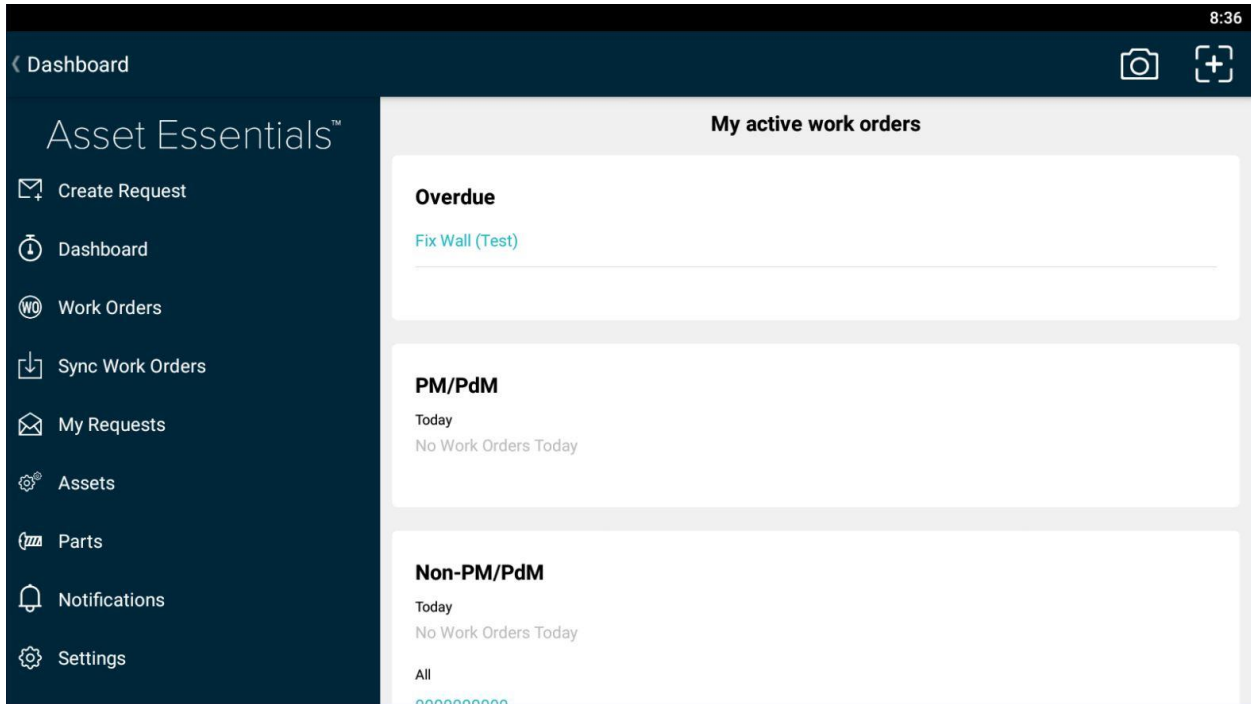 8:36
Dashboard
Asset Essentials™
Create Request
Dashboard
WO Work Orders
Sync Work Orders
My Requests
Assets
Parts
Notifications
Settings
My active work orders
Overdue
Fix Wall (Test)
PM/PdM
Today
No Work Orders Today
Non-PM/PdM
Today
No Work Orders Today
All